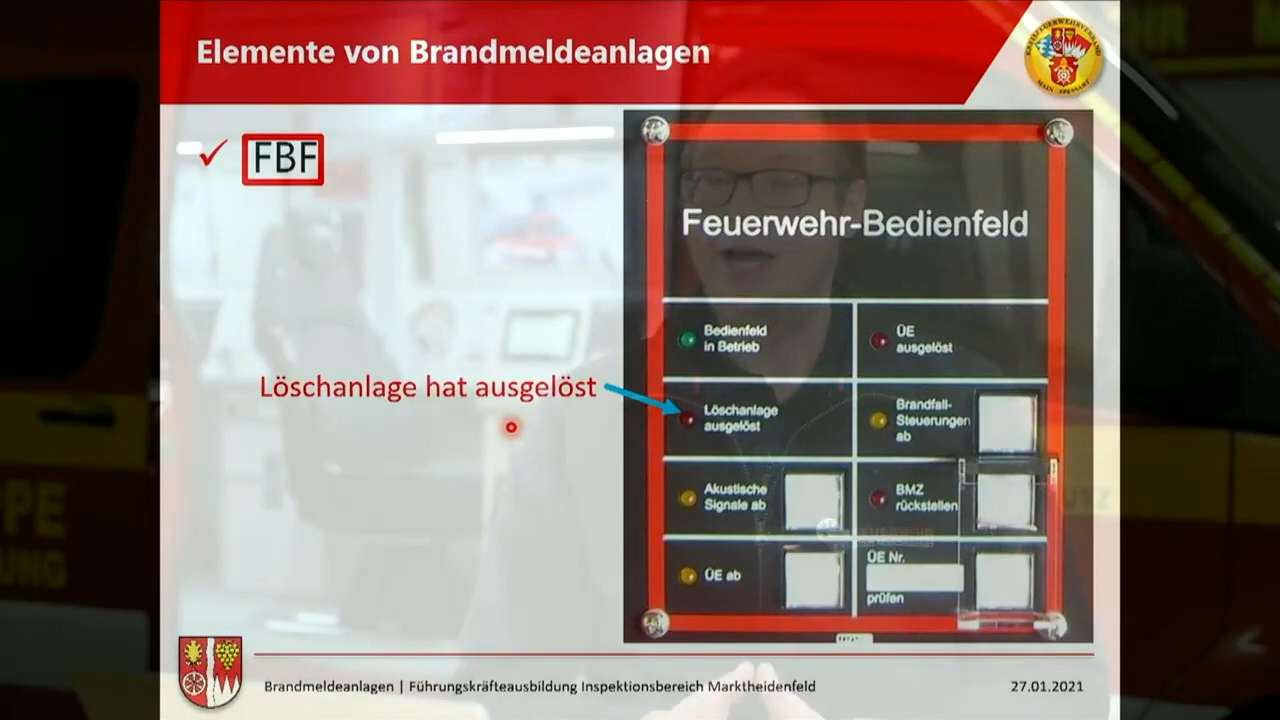 Elemente von Brandmeldeanlagen
FBF
Feuerwehr-Bedienfeld
Bedienfeld
in Betrieb
ÜE
ausgelöst
Löschanlage hat ausgelöst
Löschanlage
ausgelöst
Brandfall-
Steuerungen
ab
Akustische
Signale ab
BMZ
rückstellen
ÜE ab
ÜE Nr.
prüfen
Brandmeldeanlagen | Führungskräfteausbildung Inspektionsbereich Marktheidenfeld
27.01.2021